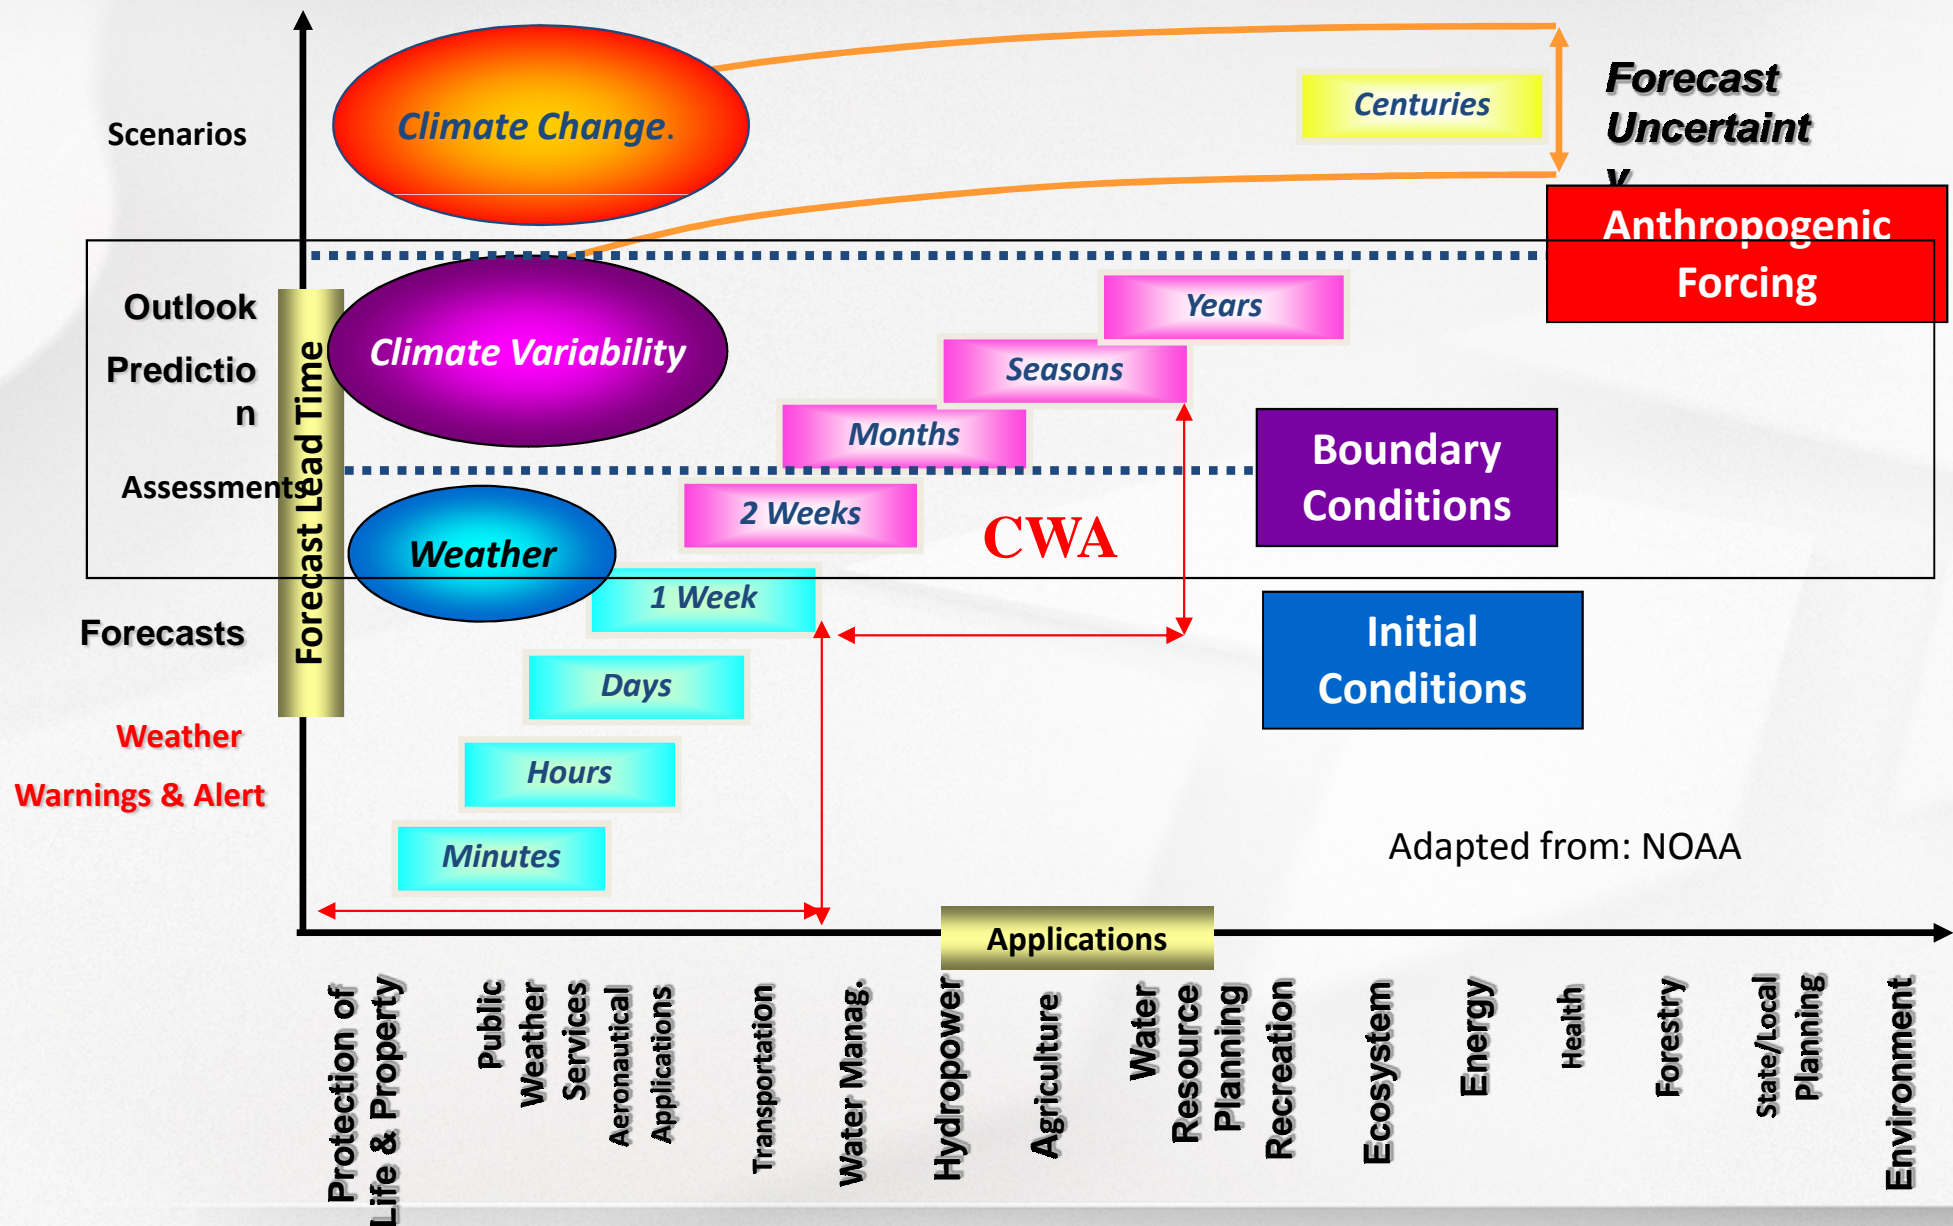 Climate Change.
Centuries
Forecast
Uncertaint
y
Scenarios
Anthropogenic
Forcing
Outlook
Predictio
n
Assessments
Forecast Lead Time
Climate Variability
Years
Seasons
Months
2 Weeks
CWA
Boundary
Conditions
Weather
1 Week
Forecasts
Initial
Conditions
Days
Weather
Warnings & Alert
Hours
Minutes
Adapted from: NOAA
Applications
Protection of
Life & Property
Public
Weather
Services
Aeronautical
Applications
Transportation
Water Manag.
Hydropower
Agriculture
Water
Resource
Planning
Recreation
Ecosystem
Energy
Health
Forestry
State/Local
Planning
Environment